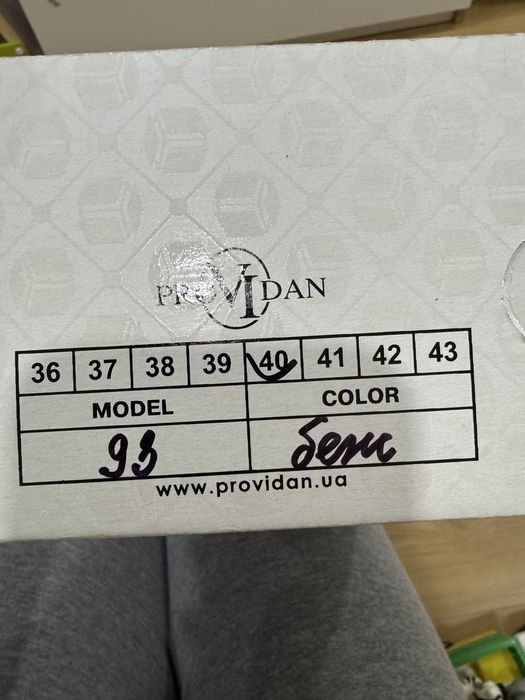 PROVIDAN
36 37 38 39 40 41 42 43
MODEL COLOR
93 беж
www.providan.ua